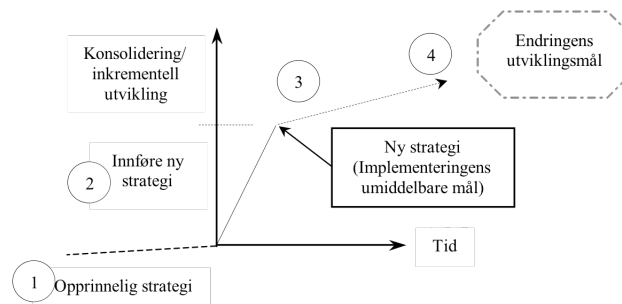 Konsolidering/
inkrementell
utvikling
3
4
Endringens
utviklingsmål
2
Innføre ny
strategi
Ny strategi
(Implementeringens
umiddelbare mål)
Tid
1
Opprinnelig strategi